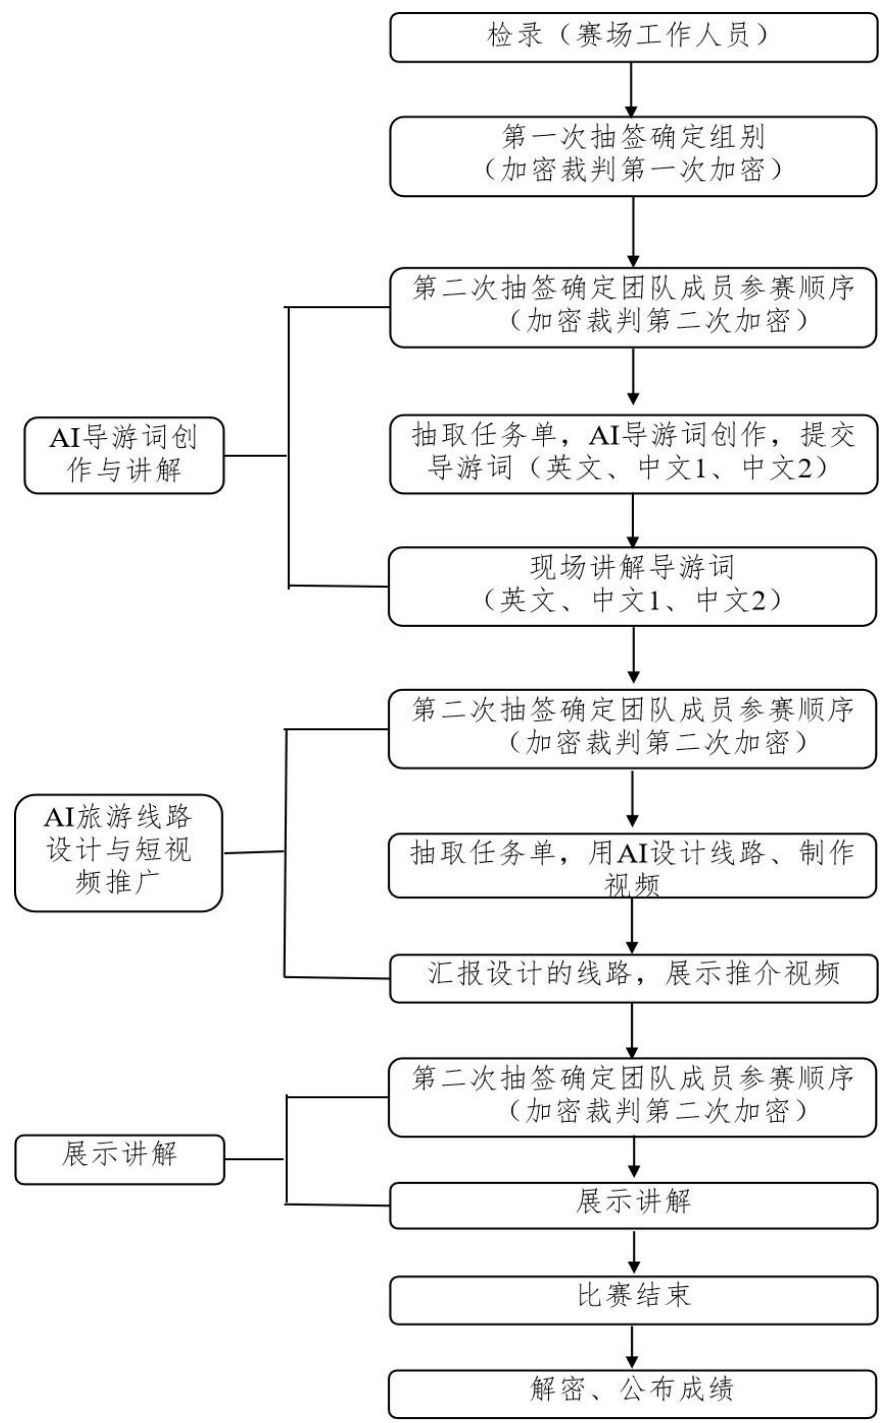 检录（赛场工作人员）
第一次抽签确定组别
（加密裁判第一次加密）
第二次抽签确定团队成员参赛顺序
（加密裁判第二次加密）
AI导游词创
作与讲解
抽取任务单，AI导游词创作，提交
导游词（英文、中文1、中文2）
现场讲解导游词
（英文、中文1、中文2）
第二次抽签确定团队成员参赛顺序
（加密裁判第二次加密）
AI旅游线路
设计与短视
频推广
抽取任务单，用AI设计线路、制作
视频
汇报设计的线路，展示推介视频
第二次抽签确定团队成员参赛顺序
（加密裁判第二次加密）
展示讲解
展示讲解
比赛结束
解密、公布成绩